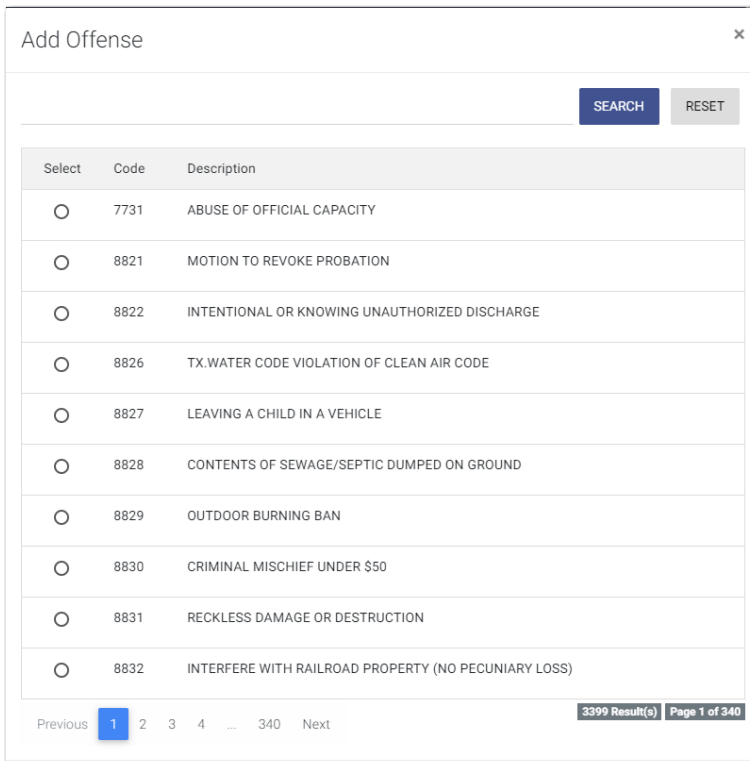 Add Offense ×
SEARCH RESET
Select Code Description
7731 ABUSE OF OFFICIAL CAPACITY
8821 MOTION TO REVOKE PROBATION
8822 INTENTIONAL OR KNOWING UNAUTHORIZED DISCHARGE
8826 TX.WATER CODE VIOLATION OF CLEAN AIR CODE
8827 LEAVING A CHILD IN A VEHICLE
8828 CONTENTS OF SEWAGE/SEPTIC DUMPED ON GROUND
8829 OUTDOOR BURNING BAN
8830 CRIMINAL MISCHIEF UNDER $50
8831 RECKLESS DAMAGE OR DESTRUCTION
8832 INTERFERE WITH RAILROAD PROPERTY (NO PECUNIARY LOSS)
3399 Result(s) Page 1 of 340
Previous 1 2 3 4 ... 340 Next